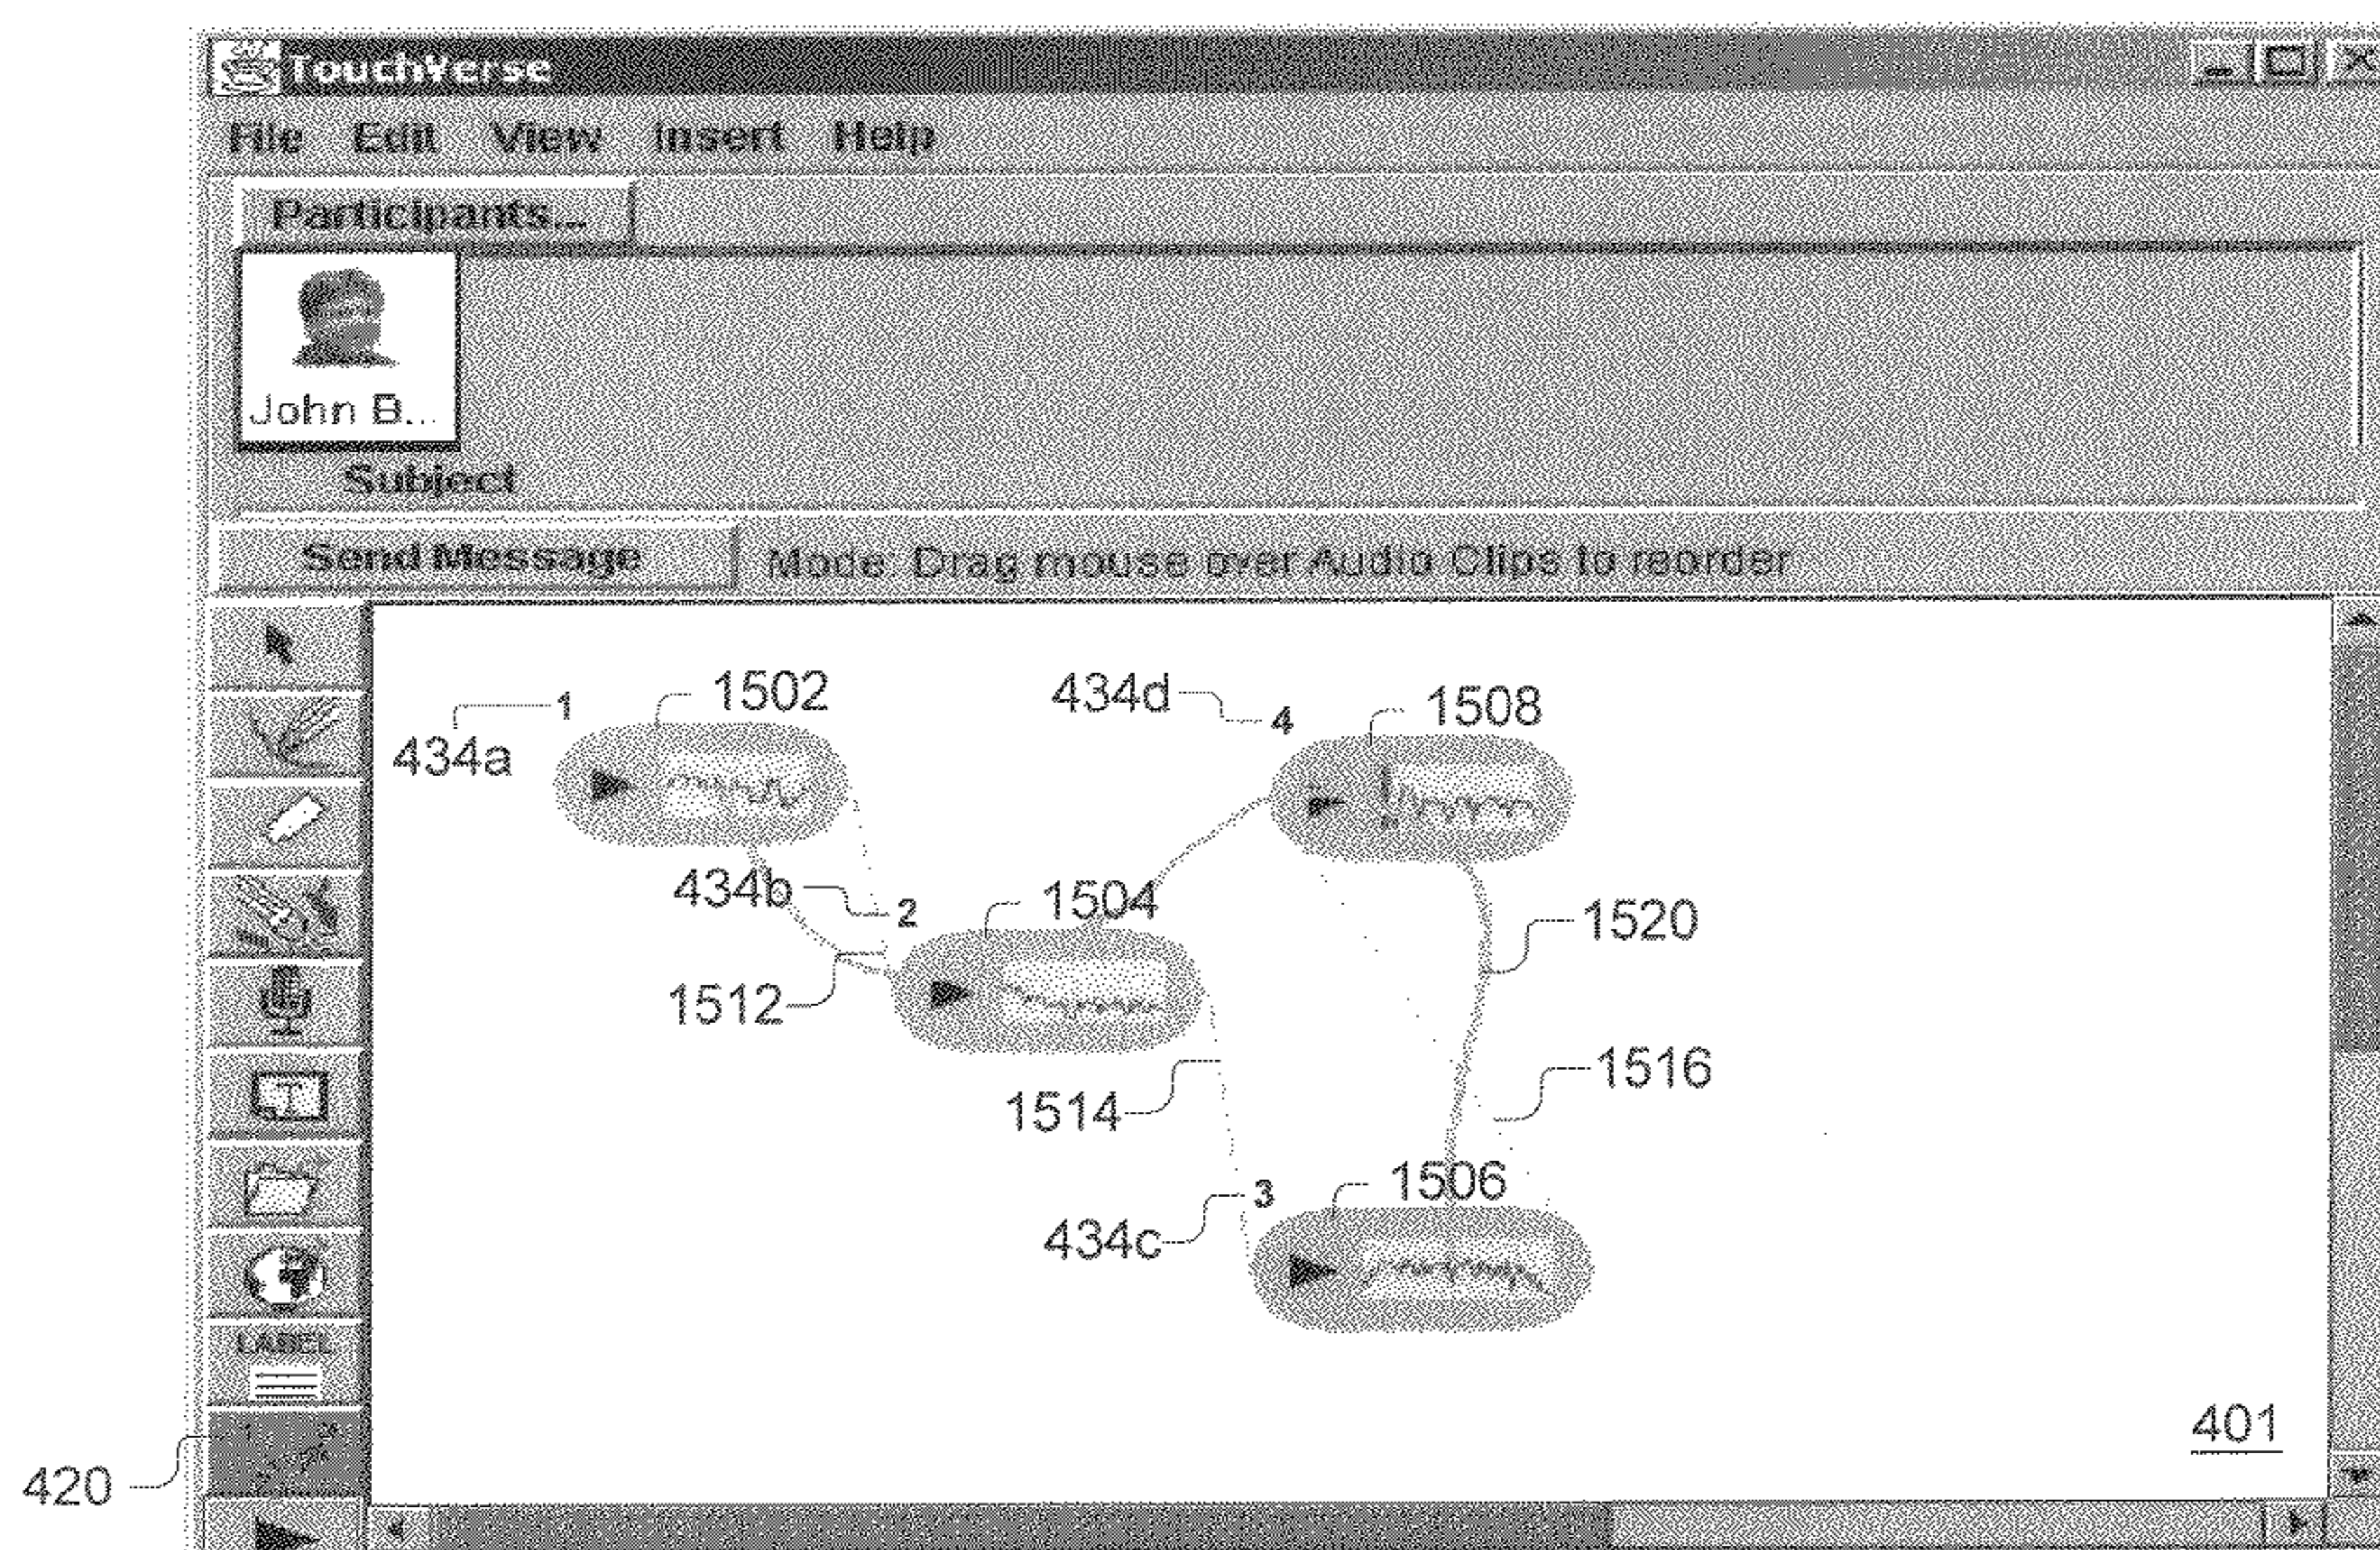 TouchVerse
File Edit View Insert Help
Participants...
John B...
Subject
Send Message Mode: Drag mouse over Audio Clips to reorder
434a 1 1502 434d 4 1508
434b 2 1504 1520
1512
T
1514 1516
434c 3 1506
LABEL
401
420 1 2